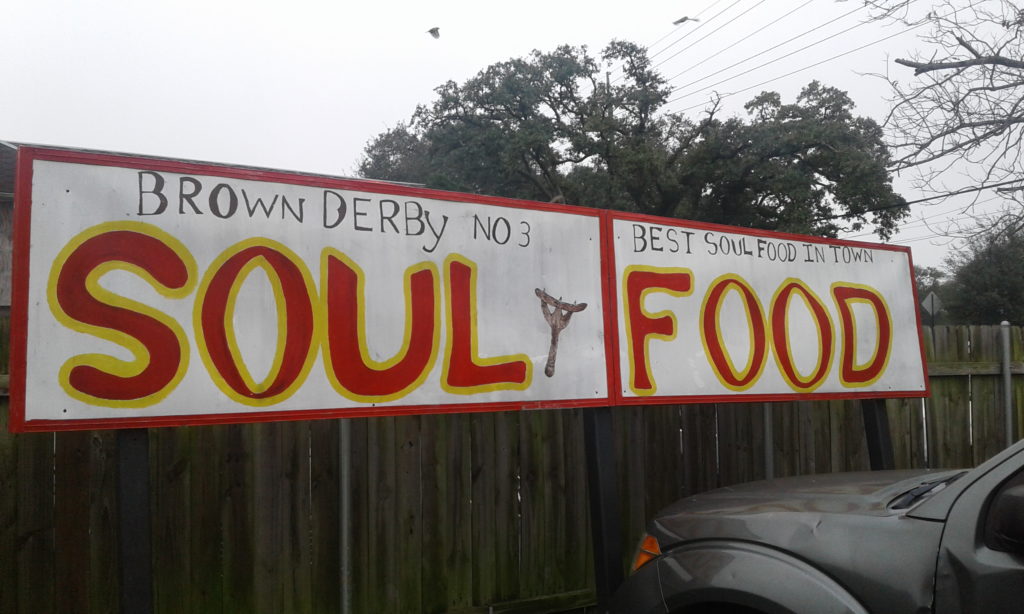 BROWN DERBY NO 3
SOUL
BEST SOUL FOOD IN TOWN
FOOD